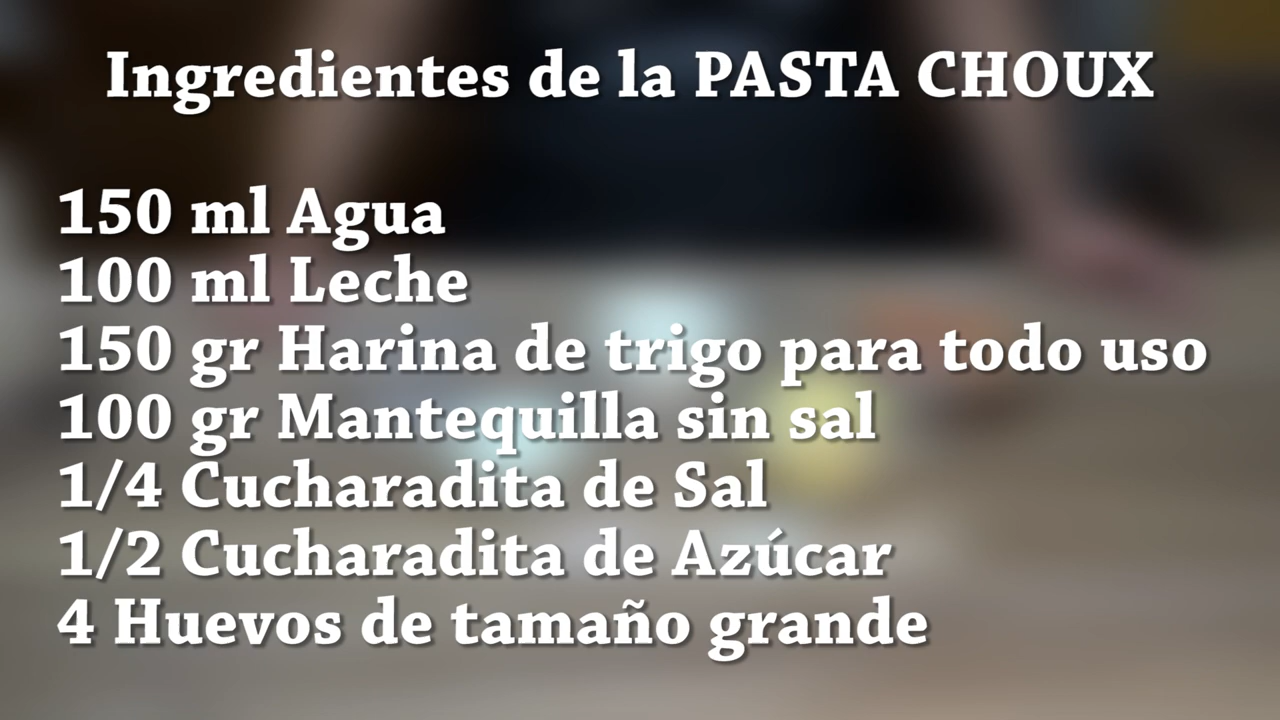 Ingredientes de la PASTA CHOUX
150 ml Agua
100 ml Leche
150 gr Harina de trigo para todo uso
100 gr Mantequilla sin sal
1/4 Cucharadita de Sal
1/2 Cucharadita de Azúcar
4 Huevos de tamaño grande